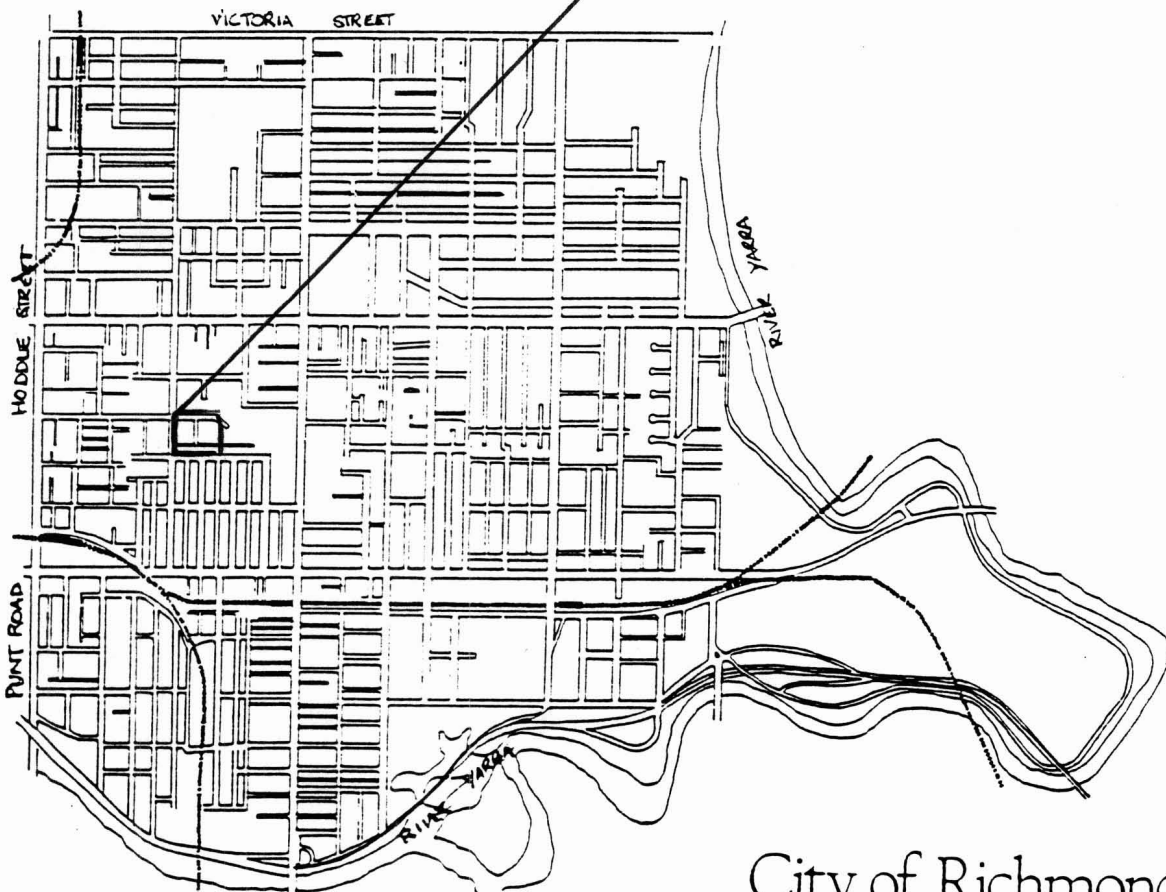 VICTORIA STREET
HODDLE STREET
RIVER YARRA
PUNT ROAD
RIVER YARRA
City of Richmond